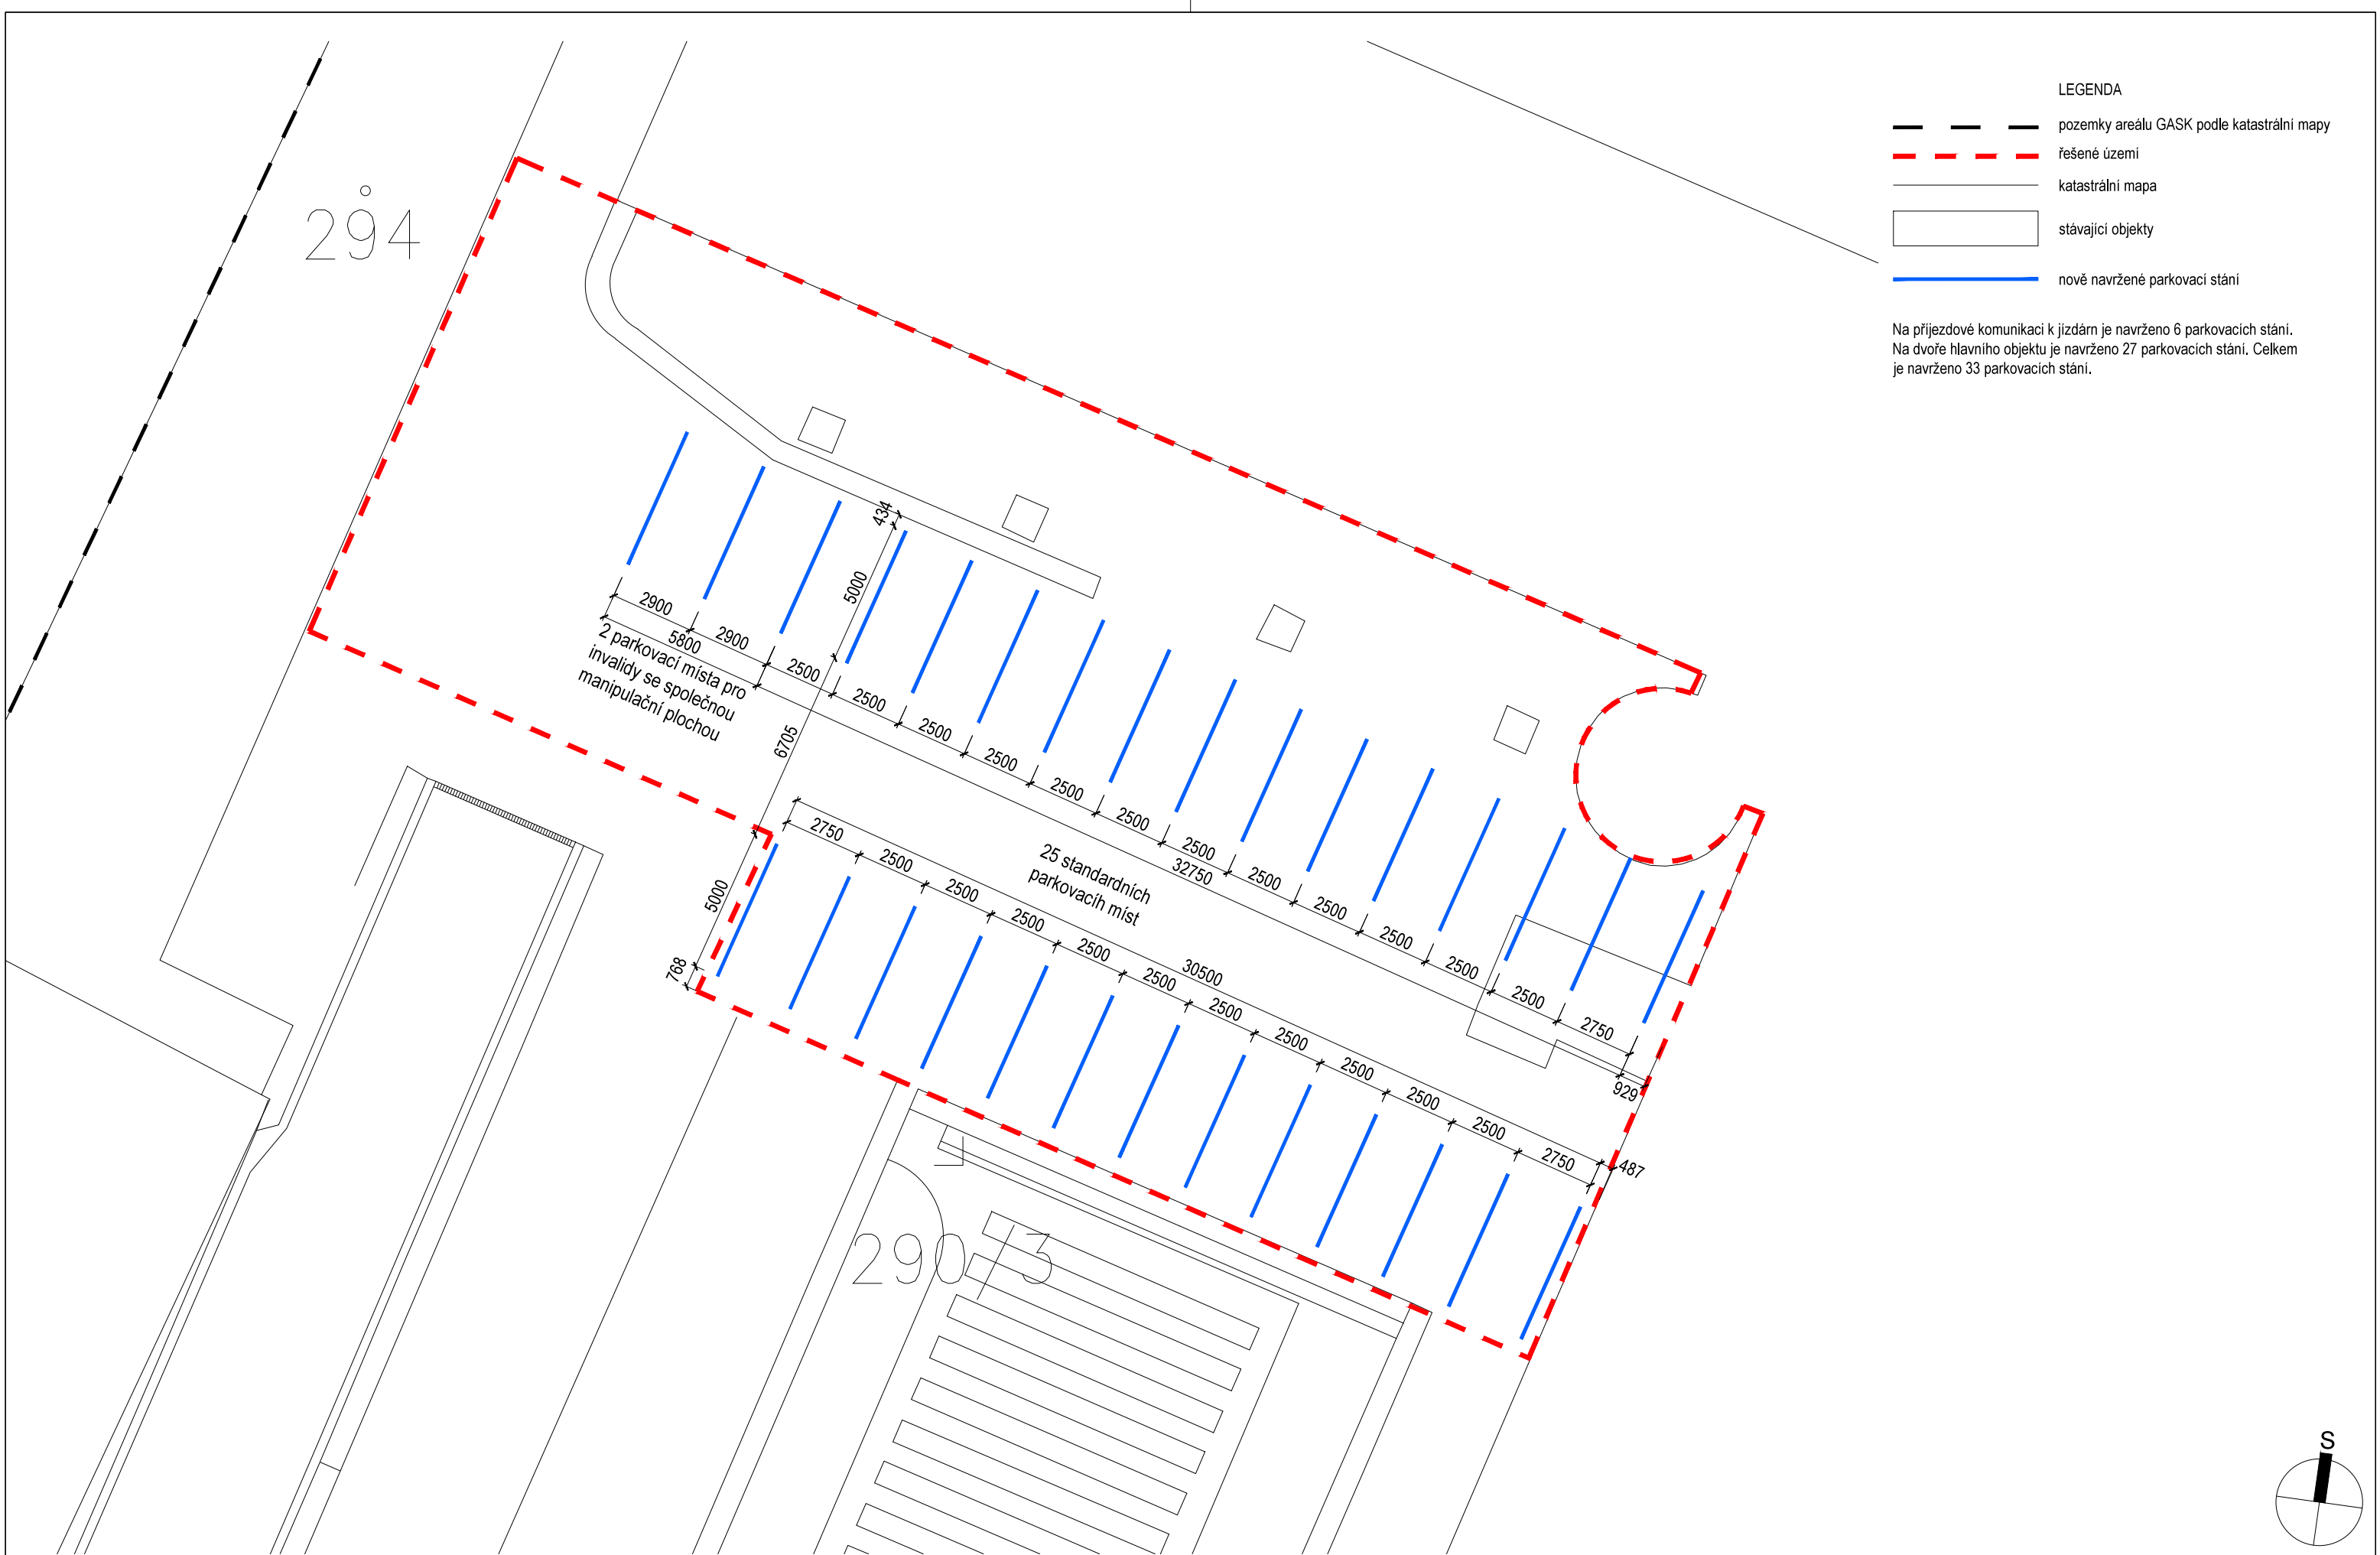 LEGENDA
pozemky areálu GASK podle katastrální mapy
řešené území
katastrální mapa
stávající objekty
nově navržené parkovací stání
Na příjezdové komunikaci k jízdárn je navrženo 6 parkovacích stání.
Na dvoře hlavního objektu je navrženo 27 parkovacích stání. Celkem
je navrženo 33 parkovacích stání.
294
434
5000
2900
2900
5800
2 parkovací místa pro
invalidy se společnou
manipulační plochou
2500
2500
2500
2500
2500
2500
2500
2500
2500
2500
2500
2750
32750
929
6705
5000
768
25 standardních
parkovacíh míst
30500
2750
2500
2500
2500
2500
2500
2500
2500
2500
2500
2500
2750
487
290/3
S